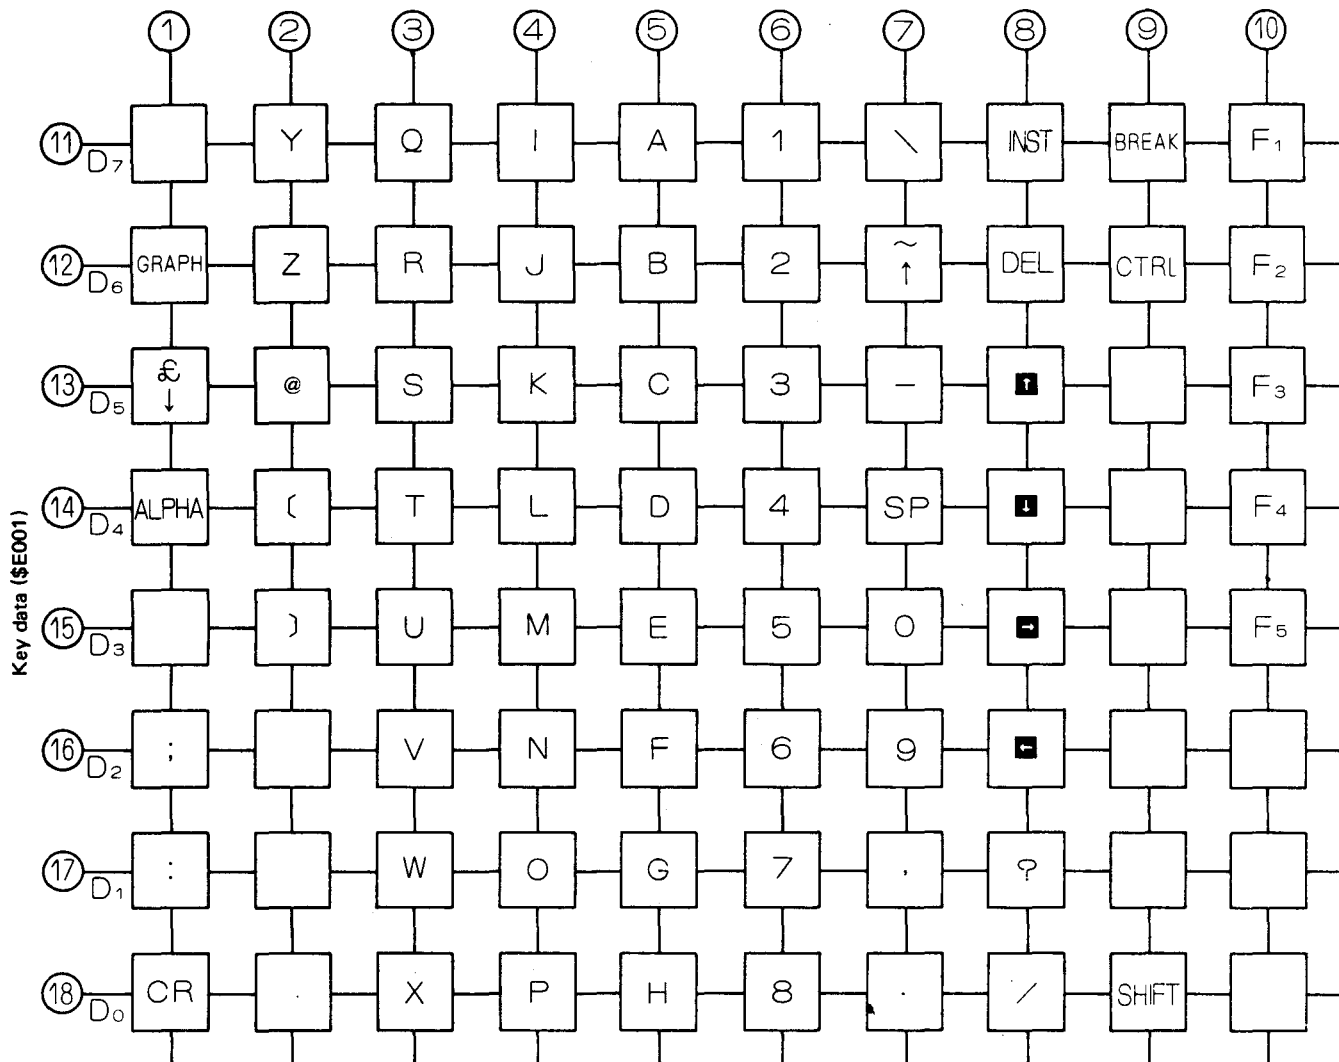 1 2 3 4 5 6 7 8 9 10
11 D7 Y Q I A 1 \ INST BREAK F1
12 D6 GRAPH Z R J B 2 ~ ↑ DEL CTRL F2
13 D5 £ ↓ @ S K C 3 - ↑ F3
14 D4 ALPHA [ T L D 4 SP ↓ F4
15 D3 ] U M E 5 0 → F5
16 D2 ; V N F 6 9 ←
17 D1 : W O G 7 , ?
18 D0 CR X P H 8 . / SHIFT
Key data ($E001)